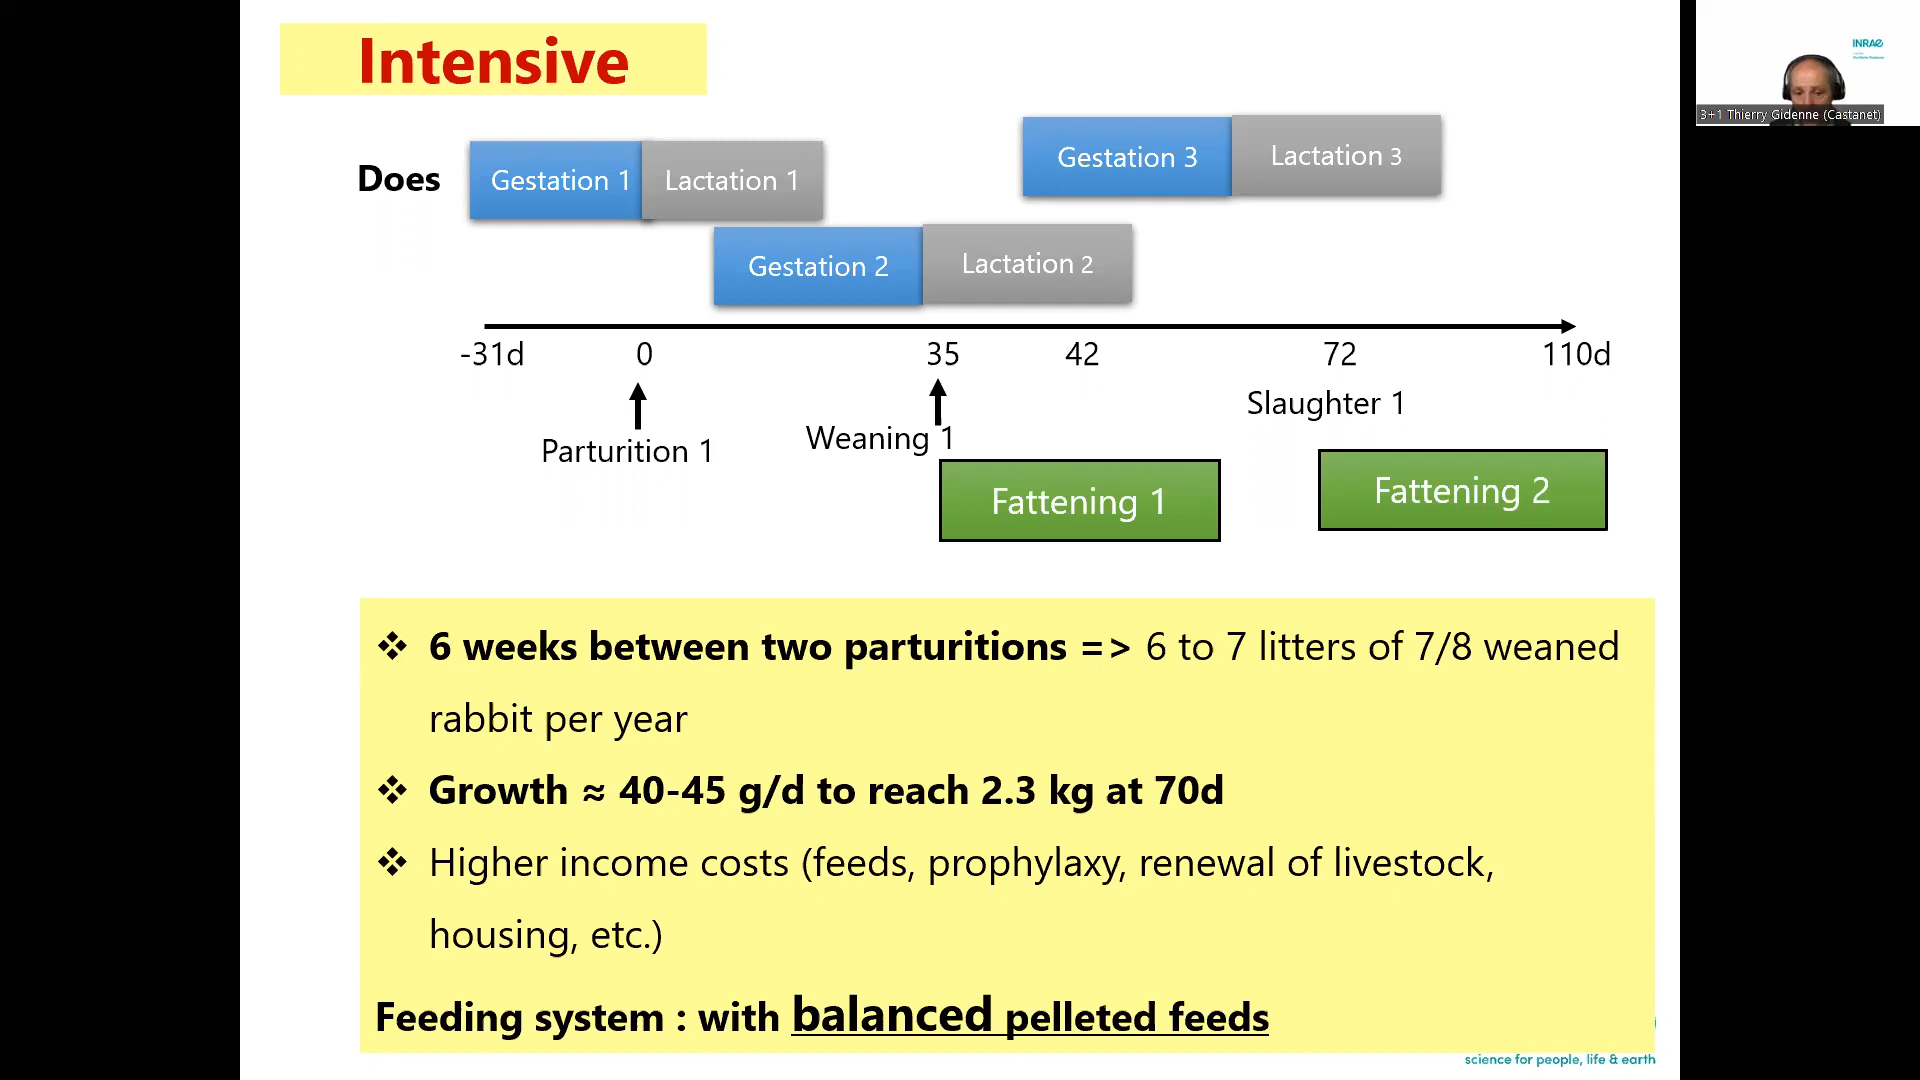 Intensive
INRAE
3+1 Thierry Gidenne (Castanet)
Does
Gestation 1
Lactation 1
Gestation 3
Lactation 3
Gestation 2
Lactation 2
-31d 0 35 42 72 110d
Slaughter 1
Parturition 1
Weaning 1
Fattening 1
Fattening 2
❖ 6 weeks between two parturitions => 6 to 7 litters of 7/8 weaned
rabbit per year
❖ Growth ≈ 40-45 g/d to reach 2.3 kg at 70d
❖ Higher income costs (feeds, prophylaxy, renewal of livestock,
housing, etc.)
Feeding system : with balanced pelleted feeds
science for people, life & earth